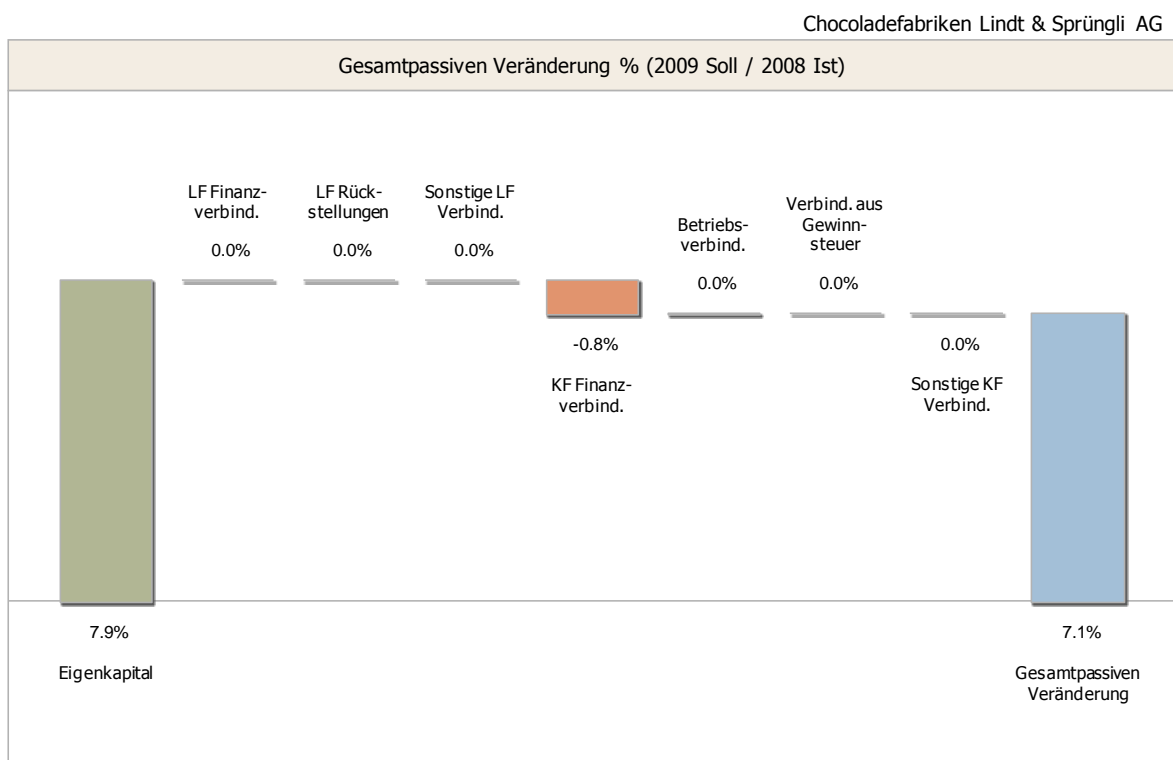 Chocoladefabriken Lindt & Sprüngli AG
Gesamtpassiven Veränderung % (2009 Soll / 2008 Ist)
LF Finanz-
verbind.
0.0%
LF Rück-
stellungen
0.0%
Sonstige LF
Verbind.
0.0%
Betriebs-
verbind.
0.0%
Verbind. aus
Gewinn-
steuer
0.0%
-0.8%
KF Finanz-
verbind.
0.0%
Sonstige KF
Verbind.
7.9%
Eigenkapital
7.1%
Gesamtpassiven
Veränderung